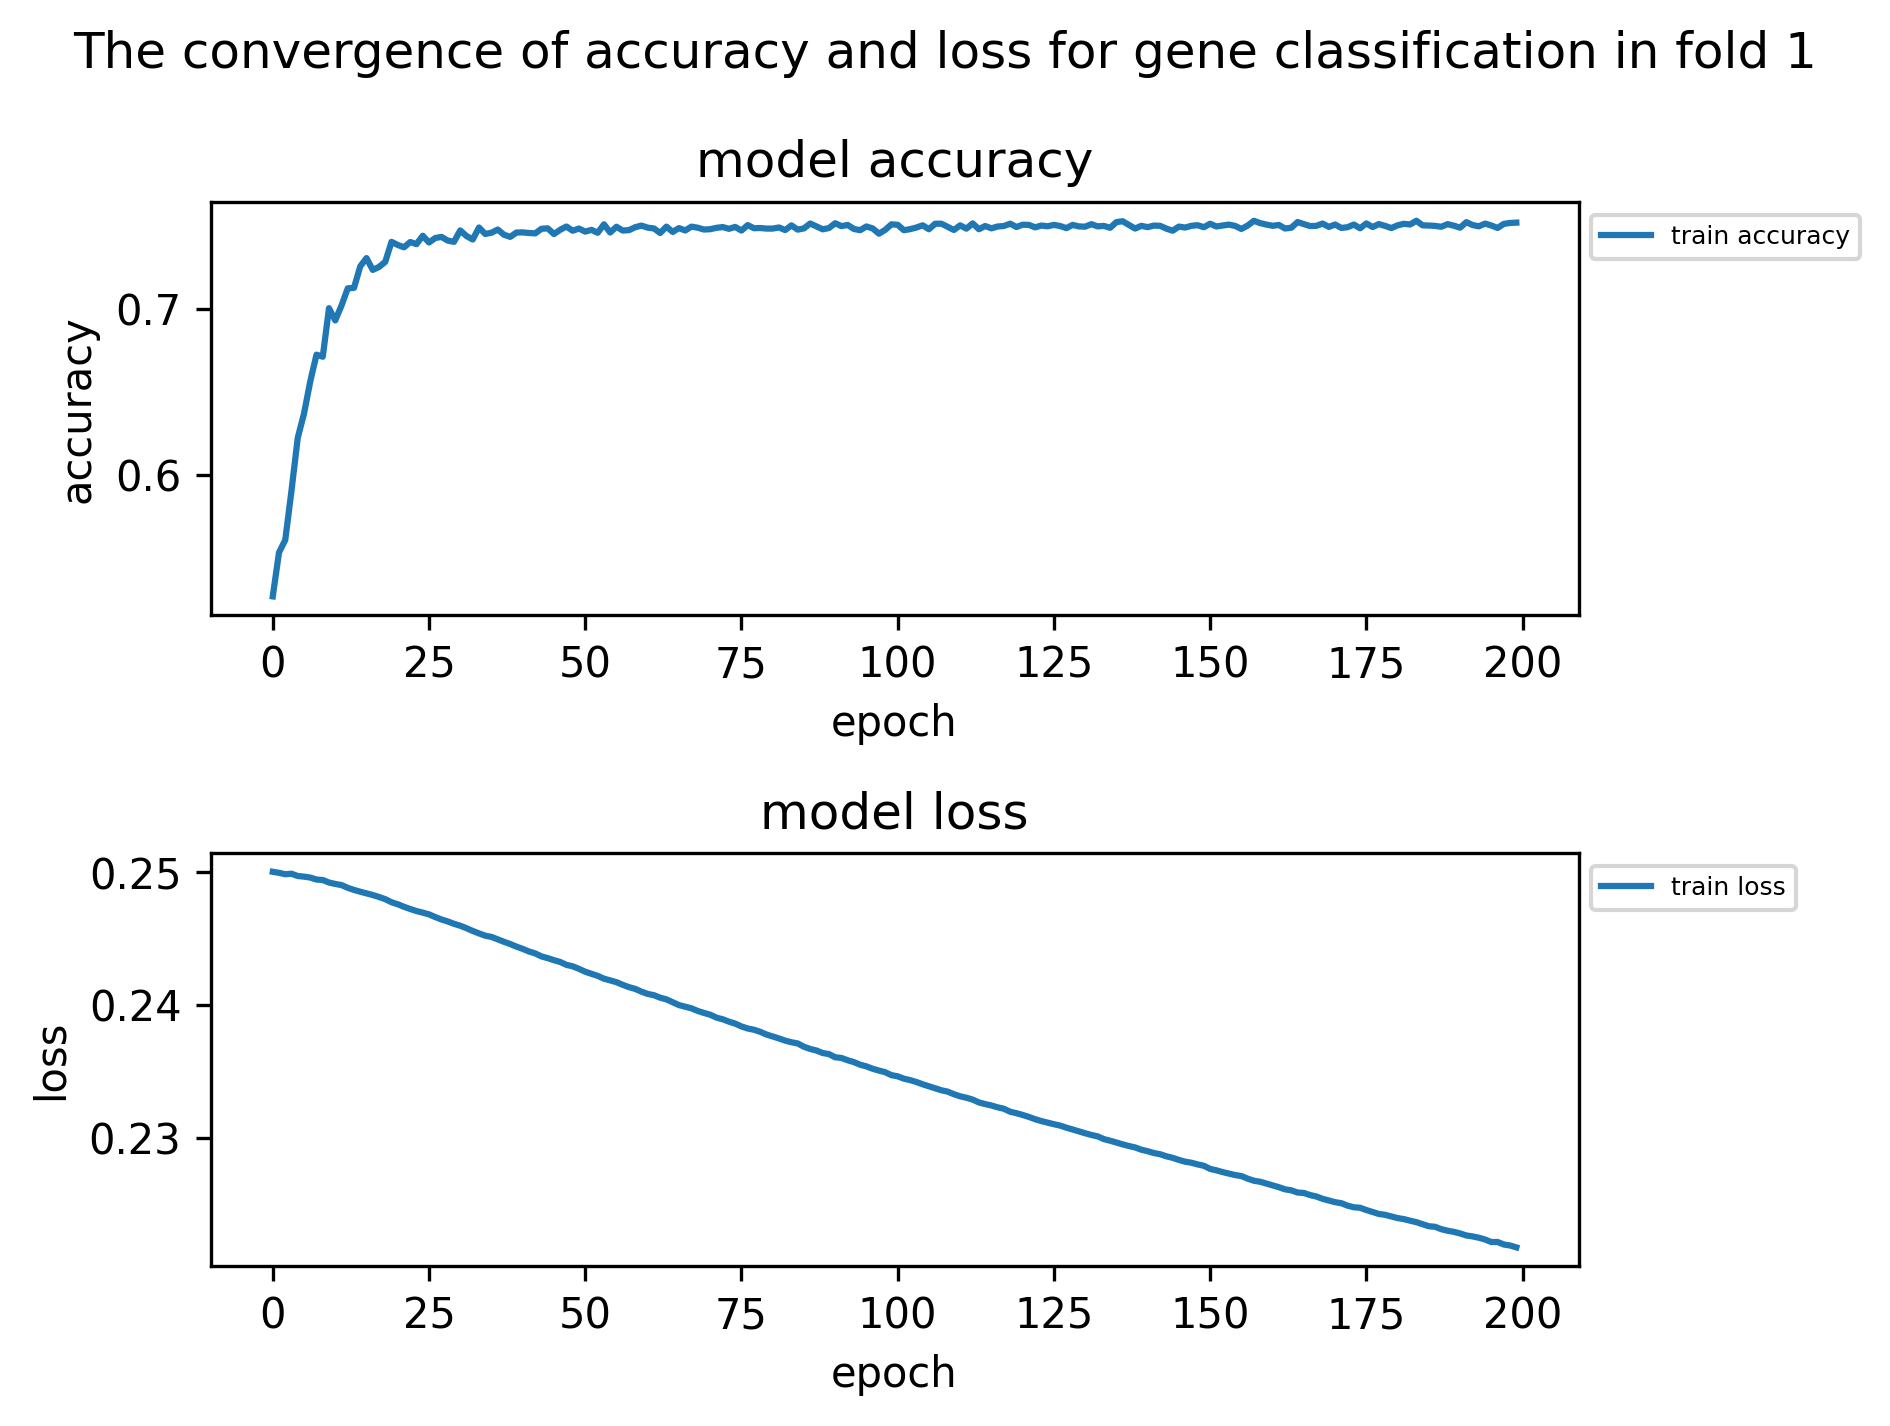 The convergence of accuracy and loss for gene classification in fold 1
model accuracy
train accuracy
accuracy
0.7
0.6
0 25 50 75 100 125 150 175 200
epoch
model loss
train loss
loss
0.25
0.24
0.23
0 25 50 75 100 125 150 175 200
epoch